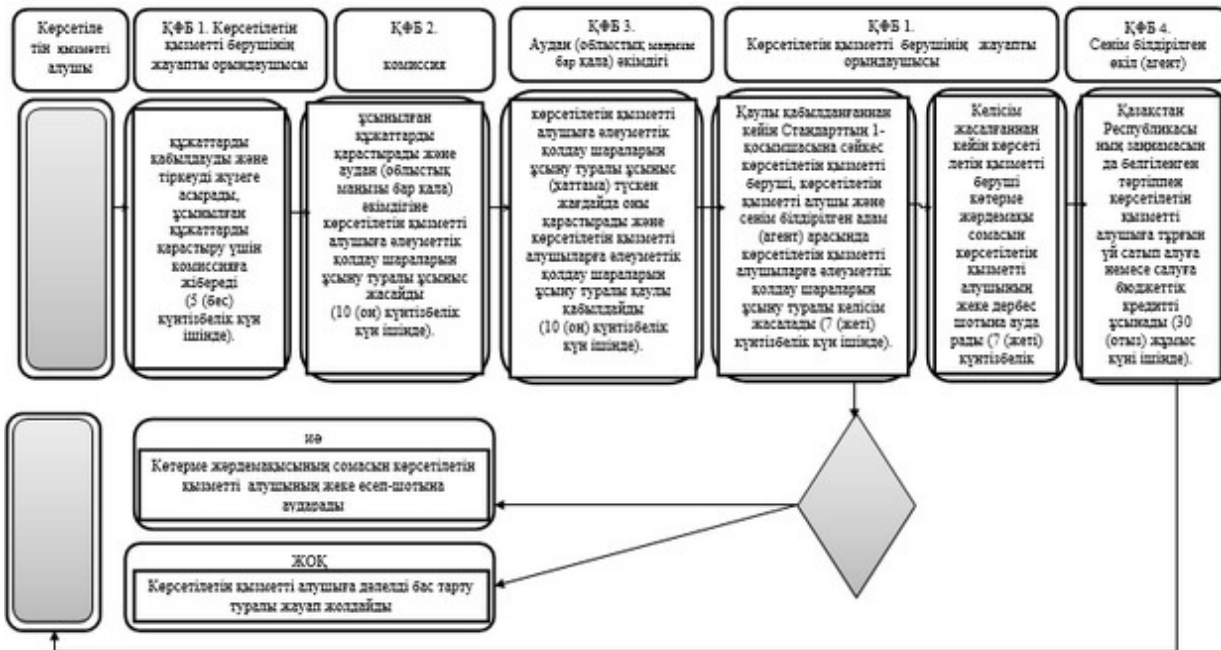 Көрсетіле
тін қызметті
алушы
ҚФБ 1. Көрсетілетін
қызметті берушінің
жауапты орындаушысы
ҚФБ 2.
комиссия
ҚФБ 3.
Аудан (облыстық маңызы
бар қала) әкімдігі
ҚФБ 1.
Көрсетілетін қызметті берушінің жауапты
орындаушысы
ҚФБ 4.
Сенім білдірілген
өкіл (агент)
құжаттарды
қабылдауды және
тіркеуді жүзеге
асырады,
ұсынылған
құжаттарды
қарастыру үшін
комиссияға
жібереді
(5 (бес)
күнтізбелік күн
ішінде).
ұсынылған
құжаттарды
қарастырады және
аудан (облыстық
маңызы бар қала)
әкімдігіне
көрсетілетін қызметті
алушыға әлеуметтік
қолдау шараларын
ұсыну туралы ұсыныс
жасайды
(10 (он) күнтізбелік
күн ішінде).
көрсетілетін қызметті
алушыға әлеуметтік
қолдау шараларын
ұсыну туралы ұсыныс
(хаттама) түскен
жағдайда оны
қарастырады және
көрсетілетін қызметті
алушыларға әлеуметтік
қолдау шараларын
ұсыну туралы қаулы
қабылдайды
(10 (он) күнтізбелік
күн ішінде).
Қаулы қабылданғаннан
кейін Стандарттың 1-
қосымшасына сәйкес
көрсетілетін қызметті
беруші, көрсетілетін
қызметті алушы және
сенім білдірілген адам
(агент) арасында
көрсетілетін қызметті
алушыларға әлеуметтік
қолдау шараларын
ұсыну туралы келісім
жасалады (7 (жеті)
күнтізбелік күн ішінде).
Келісім
жасалғаннан
кейін көрсеті
летін қызметті
беруші
көтерме
жәрдемақы
сомасын
көрсетілетін
қызметті
алушының
жеке дербес
шотына ауда
рады (7 (жеті)
күнтізбелік
Қазақстан
Республикасы
ның заңнамасын
да белгіленген
тәртіппен
көрсетілетін
қызметті
алушыға тұрғын
үй сатып алуға
немесе салуға
бюджеттік
кредитті
ұсынады (30
(отыз) жұмыс
күні ішінде).
иә
Көтерме жәрдемақысының сомасын көрсетілетін
қызметті алушының жеке есеп-шотына
аударады
ЖОҚ
Көрсетілетін қызметті алушыға дәлелді бас тарту
туралы жауап жолдайды